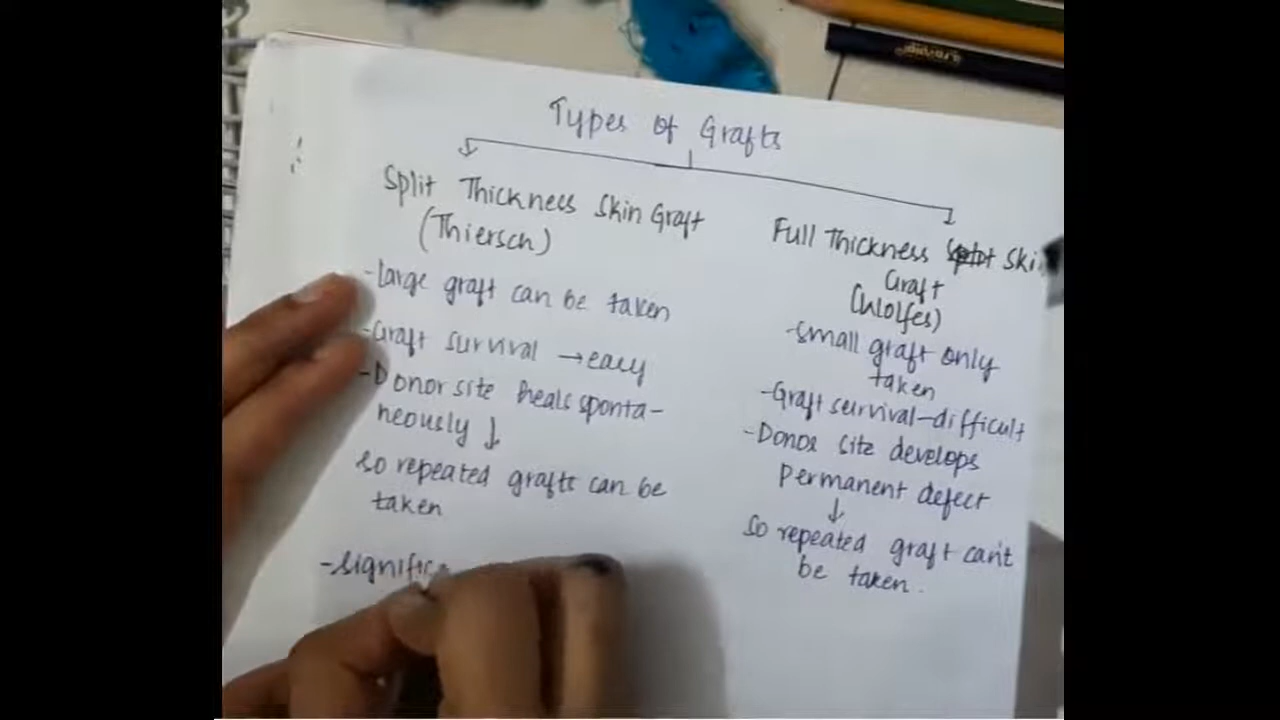 Types of Grafts
Split Thickness Skin Graft
(Thiersch)
-large graft can be taken
-Graft survival →easy
-Donor site heals sponta-
neously ↓
so repeated grafts can be
taken
-signific
Full Thickness Skin
Graft
(Wolfes)
-small graft only
taken
-Graft survival-difficult
-Donor site develops
permanent defect
↓
so repeated graft can't
be taken.